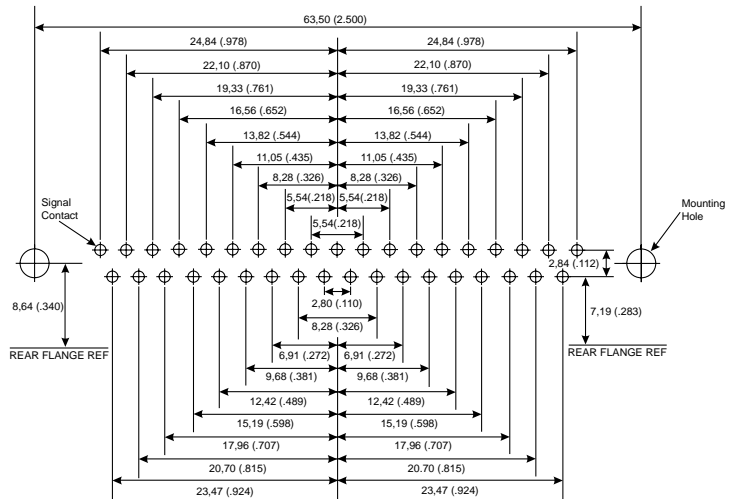 63,50 (2.500)
24,84 (.978) 24,84 (.978)
22,10 (.870) 22,10 (.870)
19,33 (.761) 19,33 (.761)
16,56 (.652) 16,56 (.652)
13,82 (.544) 13,82 (.544)
11,05 (.435) 11,05 (.435)
8,28 (.326) 8,28 (.326)
5,54(.218) 5,54(.218)
5,54(.218)
Signal
Contact
Mounting
Hole
2,84 (.112)
8,64 (.340)
2,80 (.110)
7,19 (.283)
8,28 (.326)
REAR FLANGE REF
REAR FLANGE REF
6,91 (.272) 6,91 (.272)
9,68 (.381) 9,68 (.381)
12,42 (.489) 12,42 (.489)
15,19 (.598) 15,19 (.598)
17,96 (.707) 17,96 (.707)
20,70 (.815) 20,70 (.815)
23,47 (.924) 23,47 (.924)